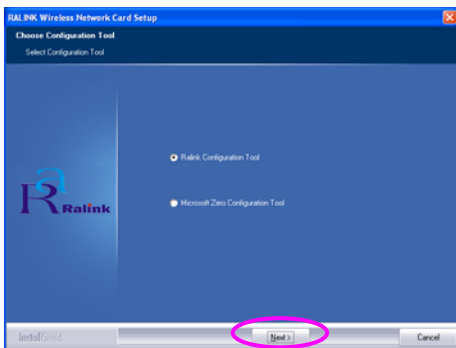 RALINK Wireless Network Card Setup
Choose Configuration Tool
Select Configuration Tool
Ralink Configuration Tool
Microsoft Zero Configuration Tool
Ralink
InstallShield
Next >
Cancel